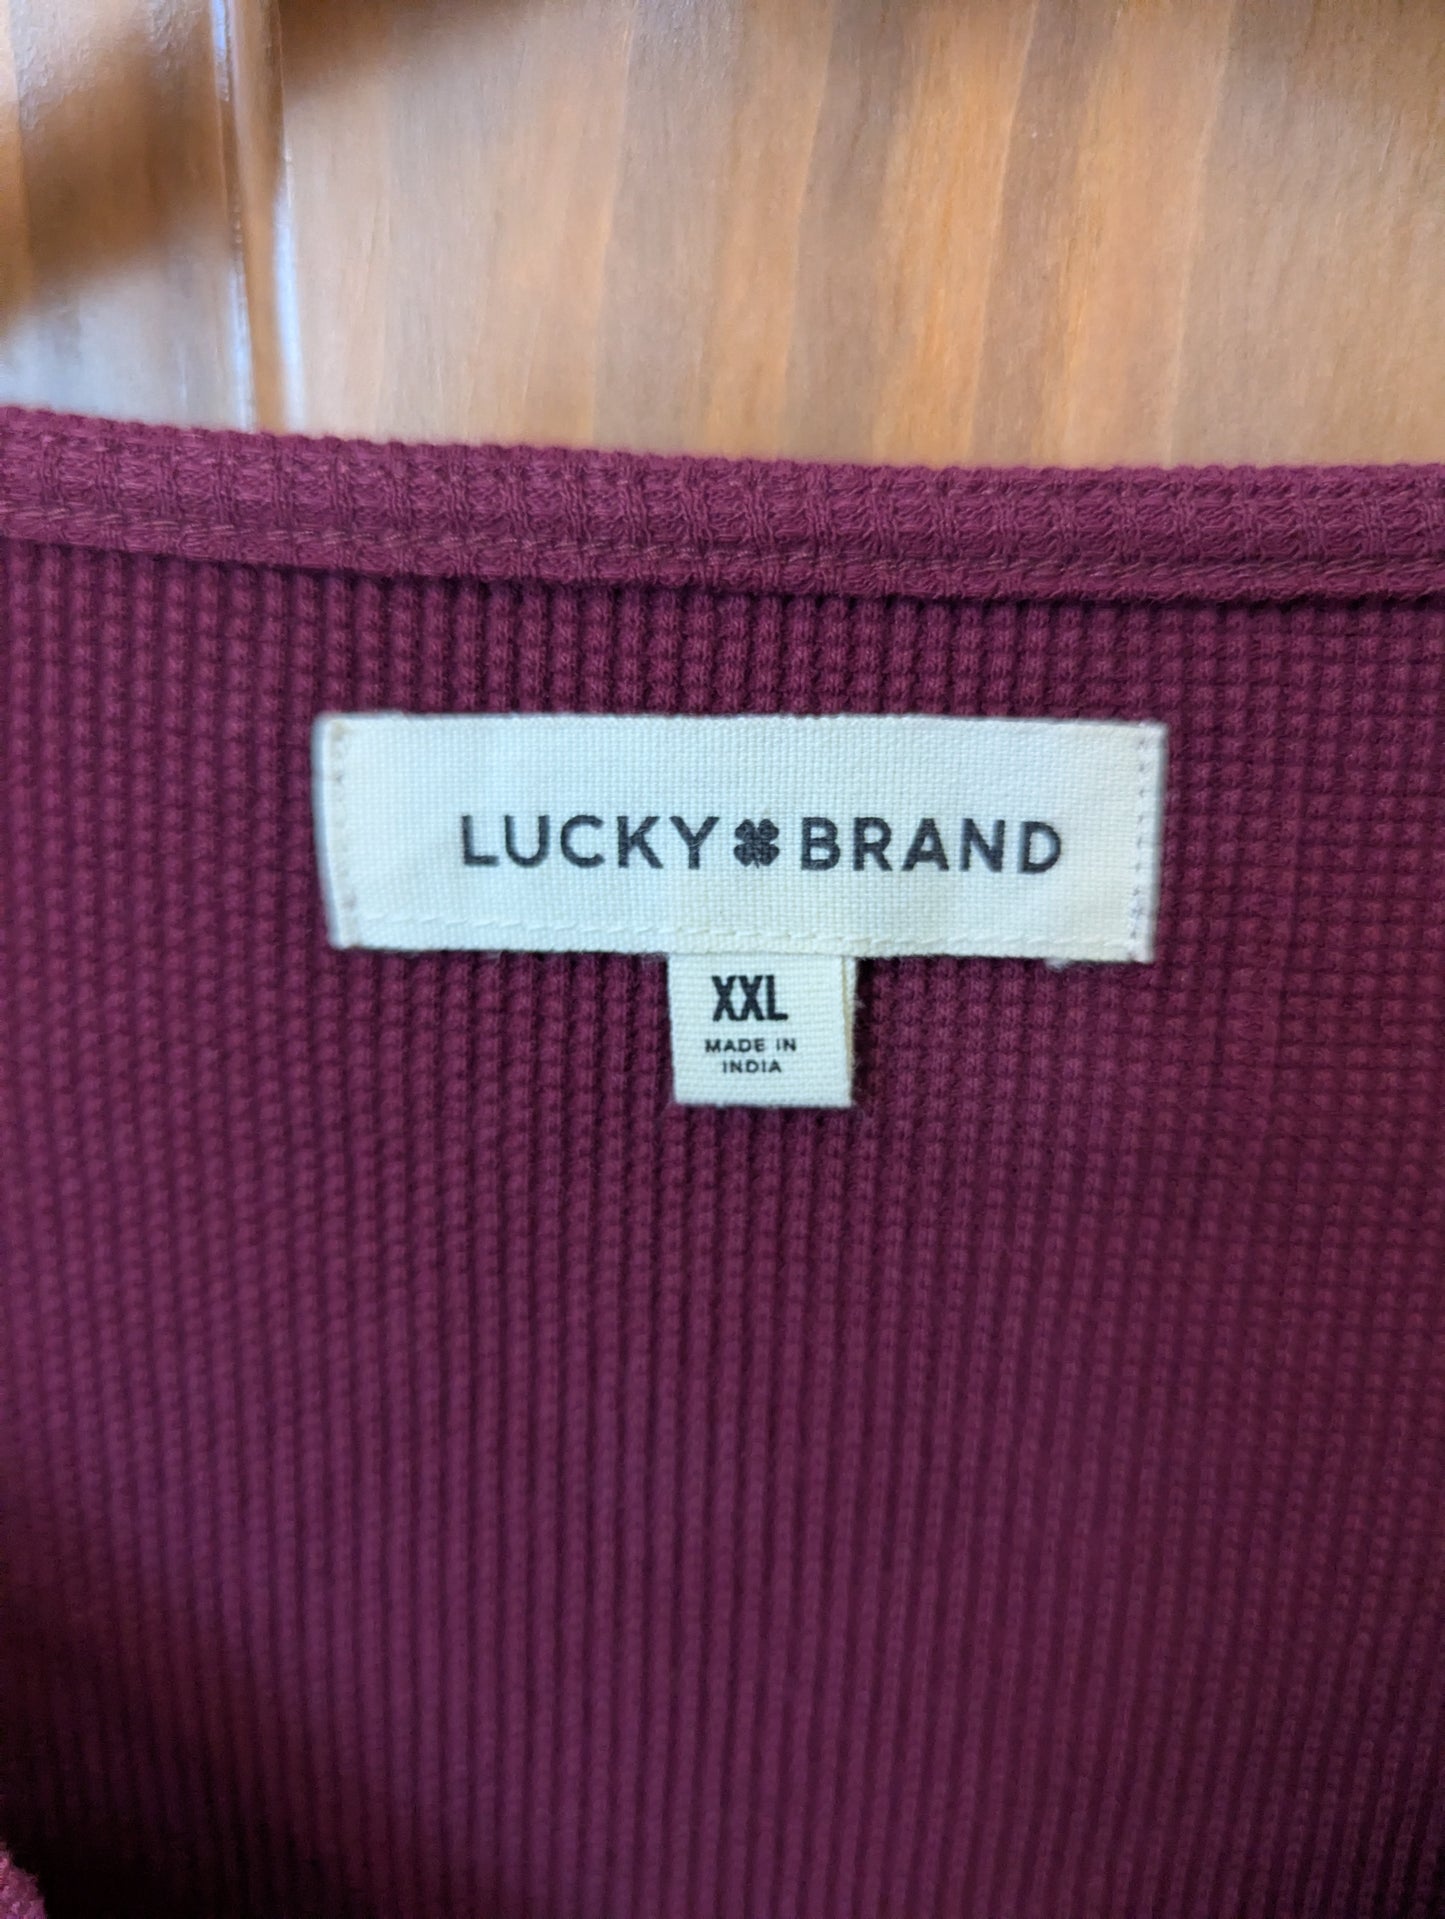 LUCKY BRAND
XXL
MADE IN
INDIA